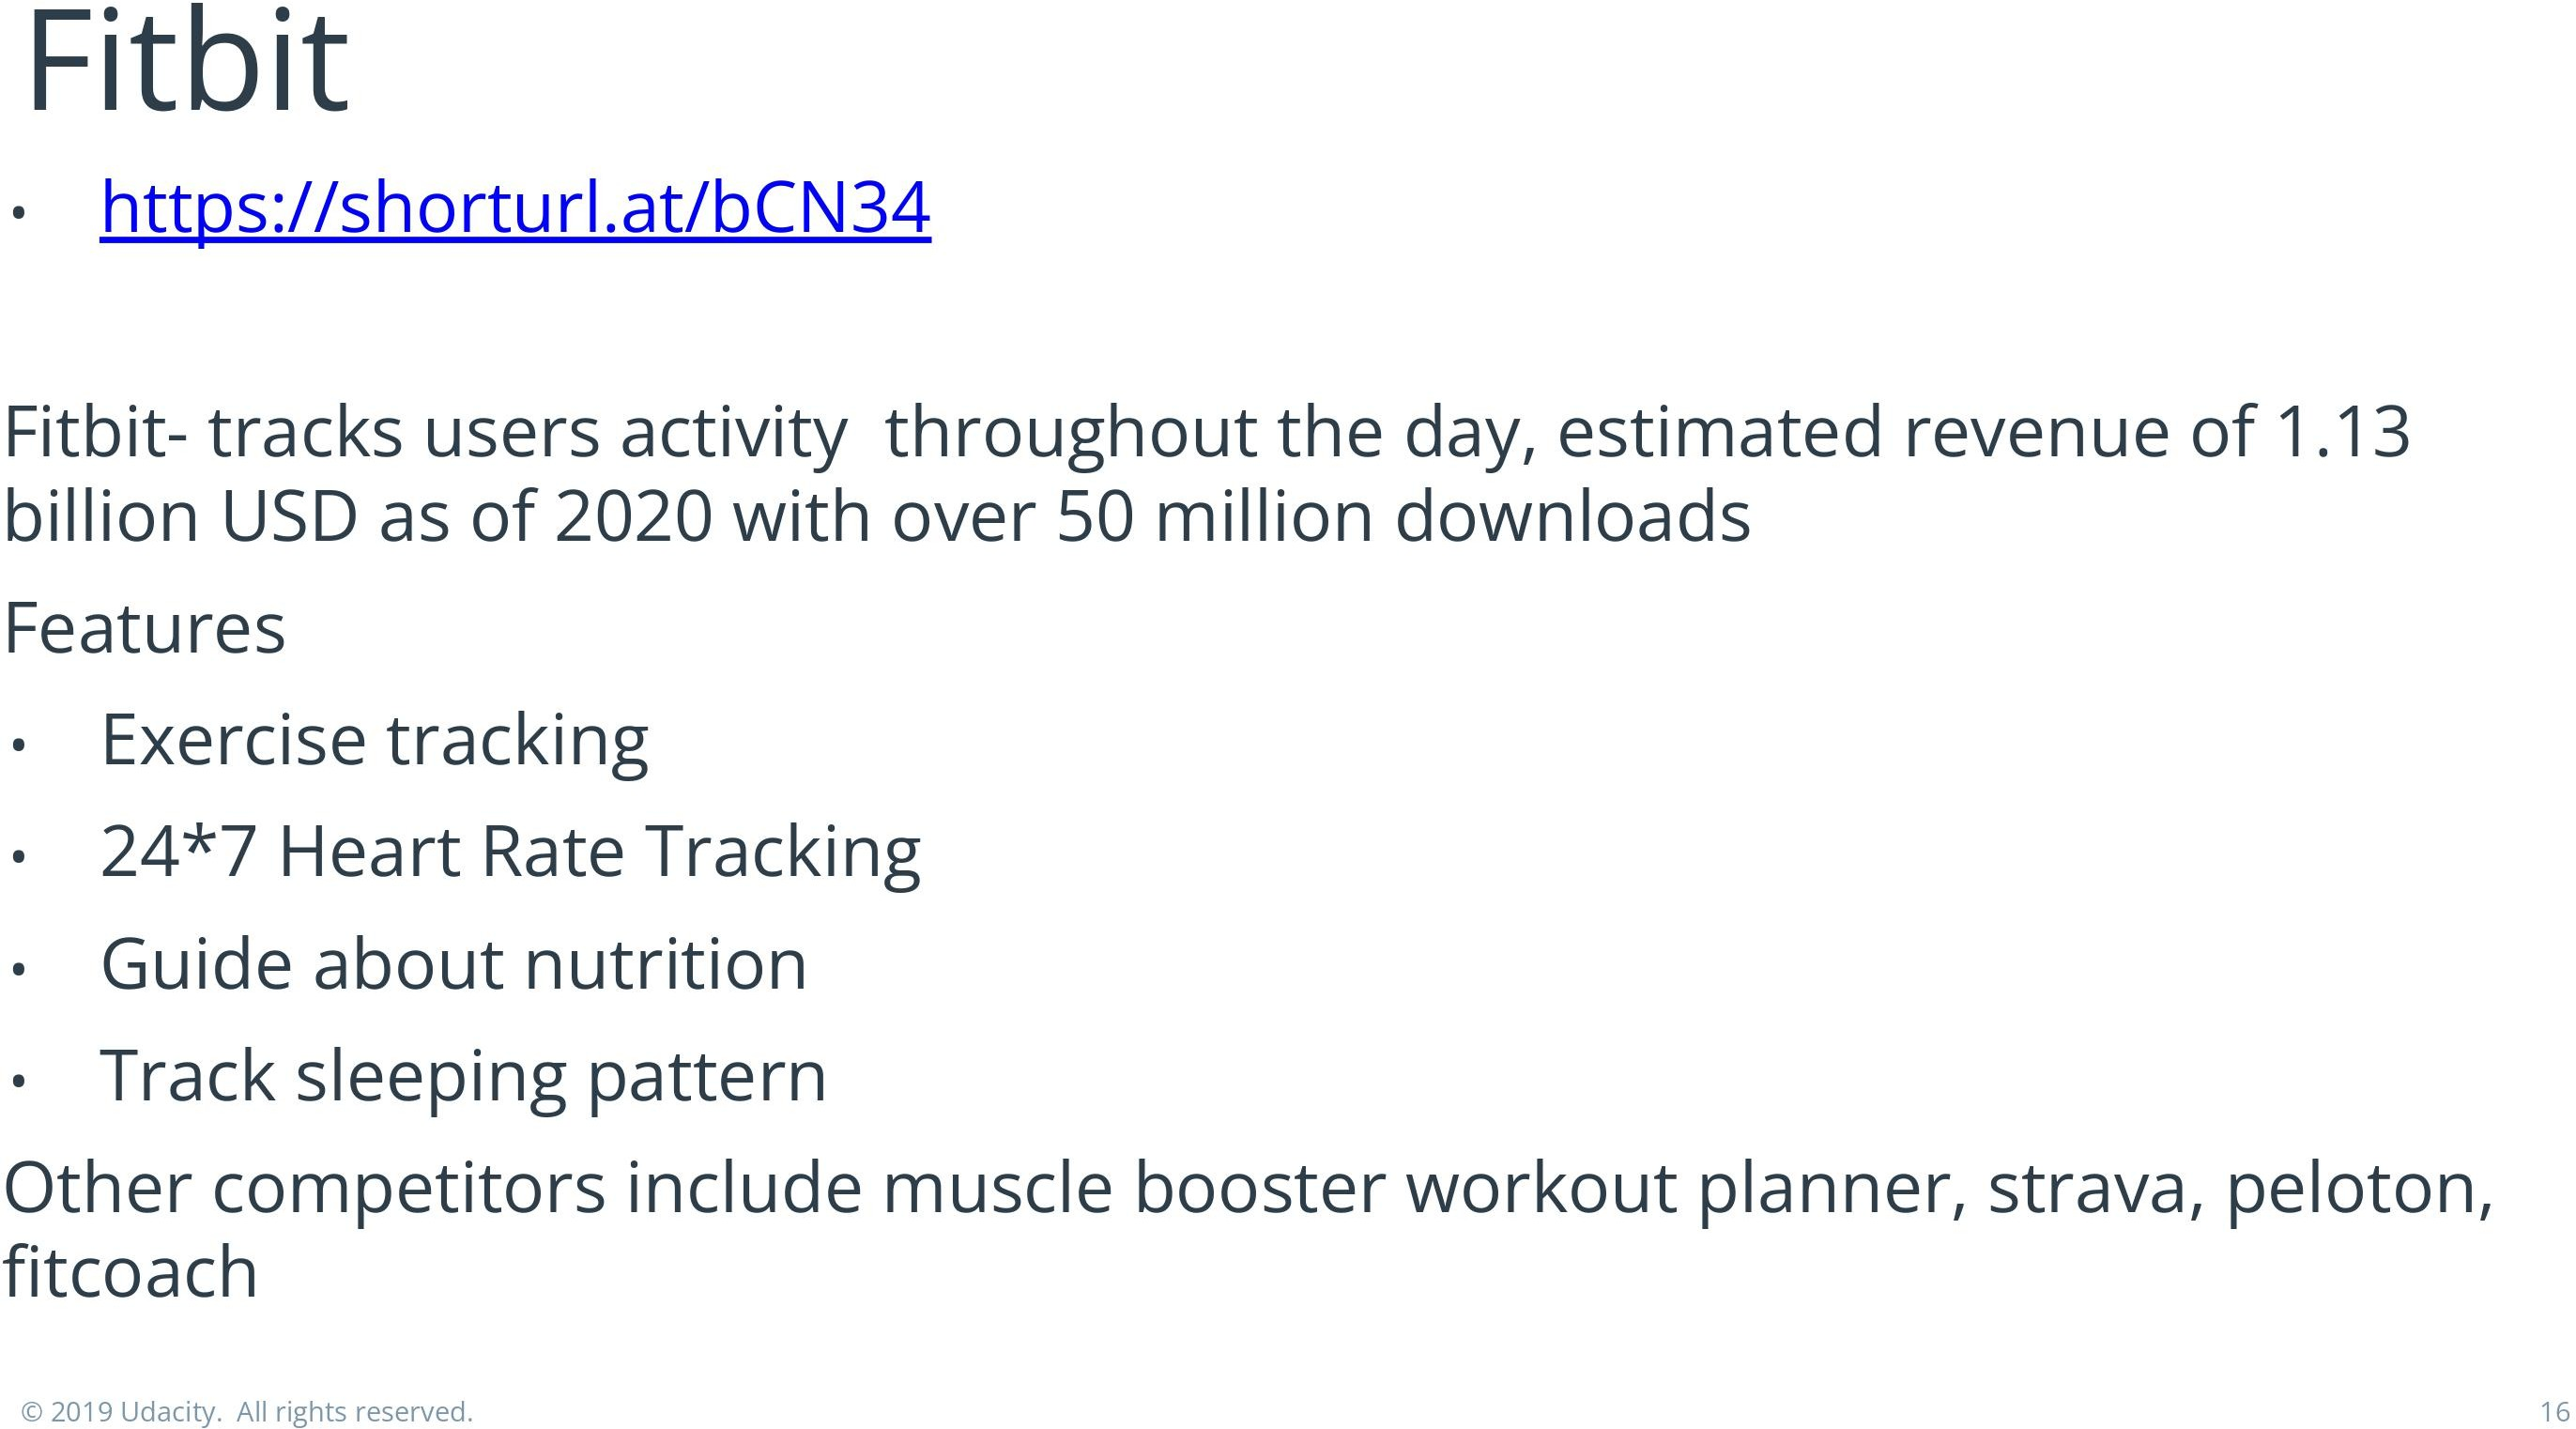 Fitbit
• https://shorturl.at/bCN34
Fitbit- tracks users activity  throughout the day, estimated revenue of 1.13
billion USD as of 2020 with over 50 million downloads
Features
• Exercise tracking
• 24*7 Heart Rate Tracking
• Guide about nutrition
• Track sleeping pattern
Other competitors include muscle booster workout planner, strava, peloton,
fitcoach
© 2019 Udacity.  All rights reserved. 16